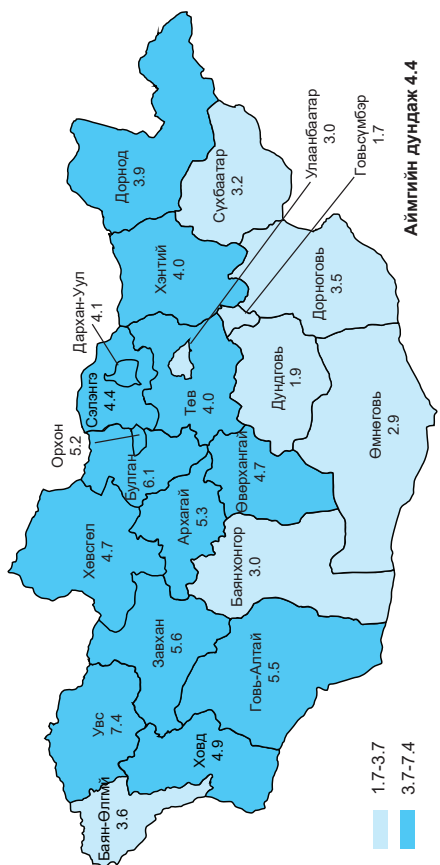 Баян-Өлгий
3.6
Увс
7.4
Ховд
4.9
Завхан
5.6
Говь-Алтай
5.5
Хөвсгөл
4.7
Архагай
5.3
Баянхонгор
3.0
Орхон
5.2
Булган
6.1
Өвөрхангай
4.7
Сэлэнгэ
4.4
Дархан-Уул
4.1
Төв
4.0
Дундговь
1.9
Өмнөговь
2.9
Хэнтий
4.0
Дорноговь
3.5
Дорнод
3.9
Сүхбаатар
3.2
Улаанбаатар
3.0
Говьсүмбэр
1.7
1.7-3.7
3.7-7.4
Аймгийн дундаж 4.4